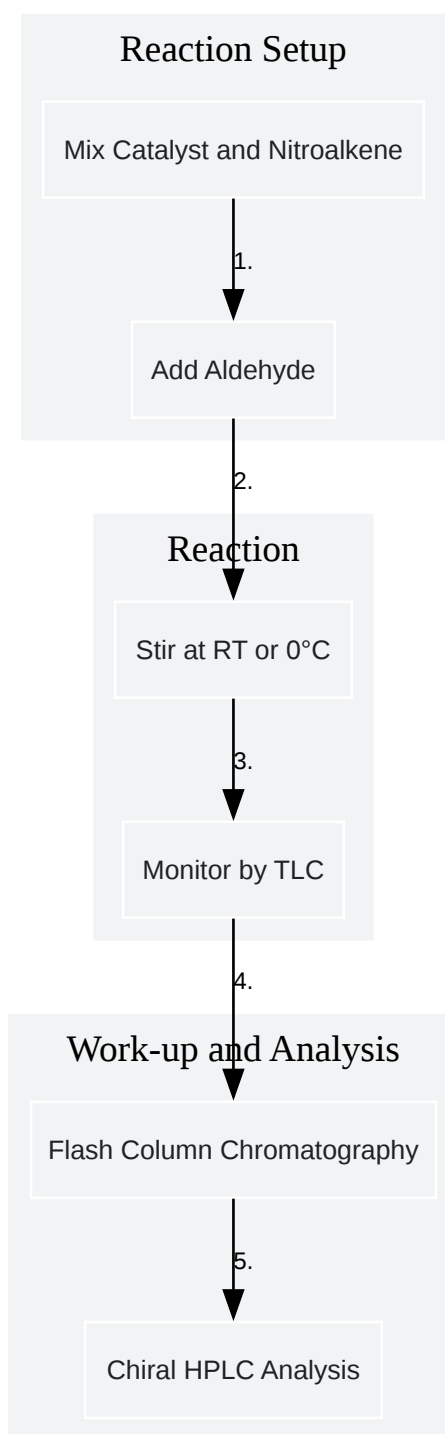 Reaction Setup
Mix Catalyst and Nitroalkene
1.
Add Aldehyde
2.
Reaction
Stir at RT or 0°C
3.
Monitor by TLC
4.
Work-up and Analysis
Flash Column Chromatography
5.
Chiral HPLC Analysis